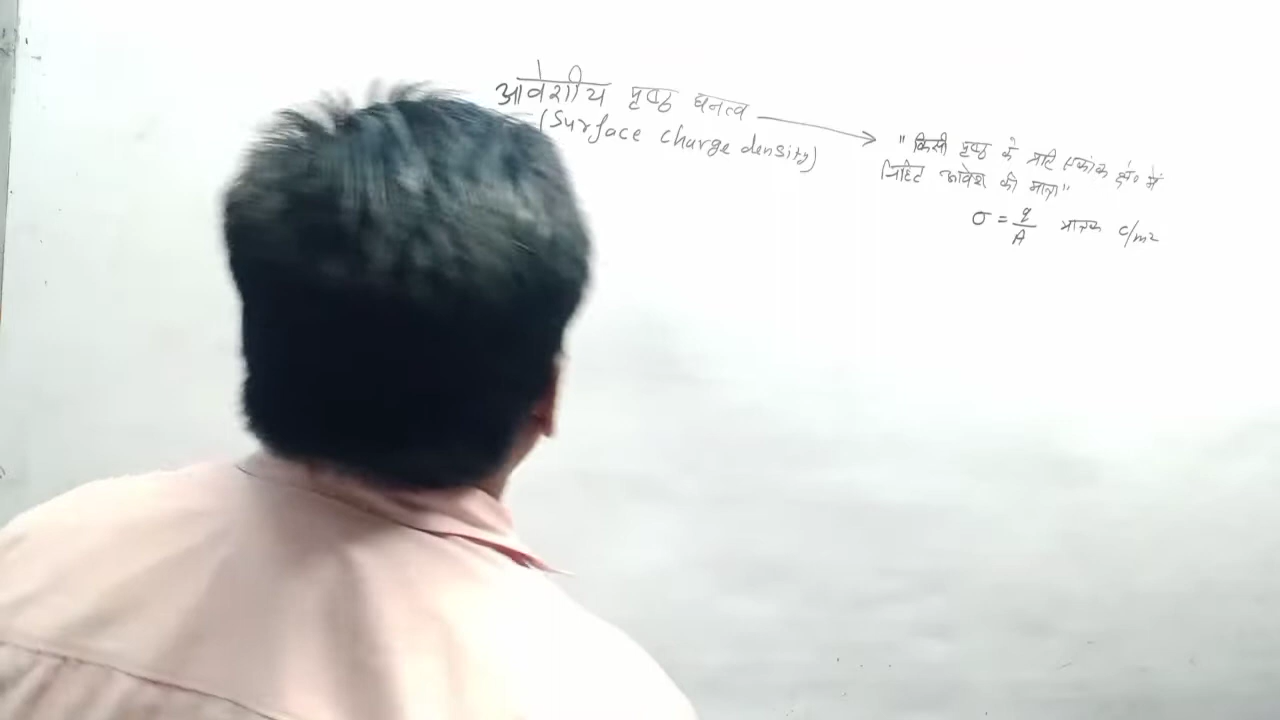 आवेशीय पृष्ठ घनत्व
(Surface charge density)
"किसी पृष्ठ के प्रति एकांक क्षे० में
निहित आवेश की मात्रा"
σ = q/A मात्रक c/m²